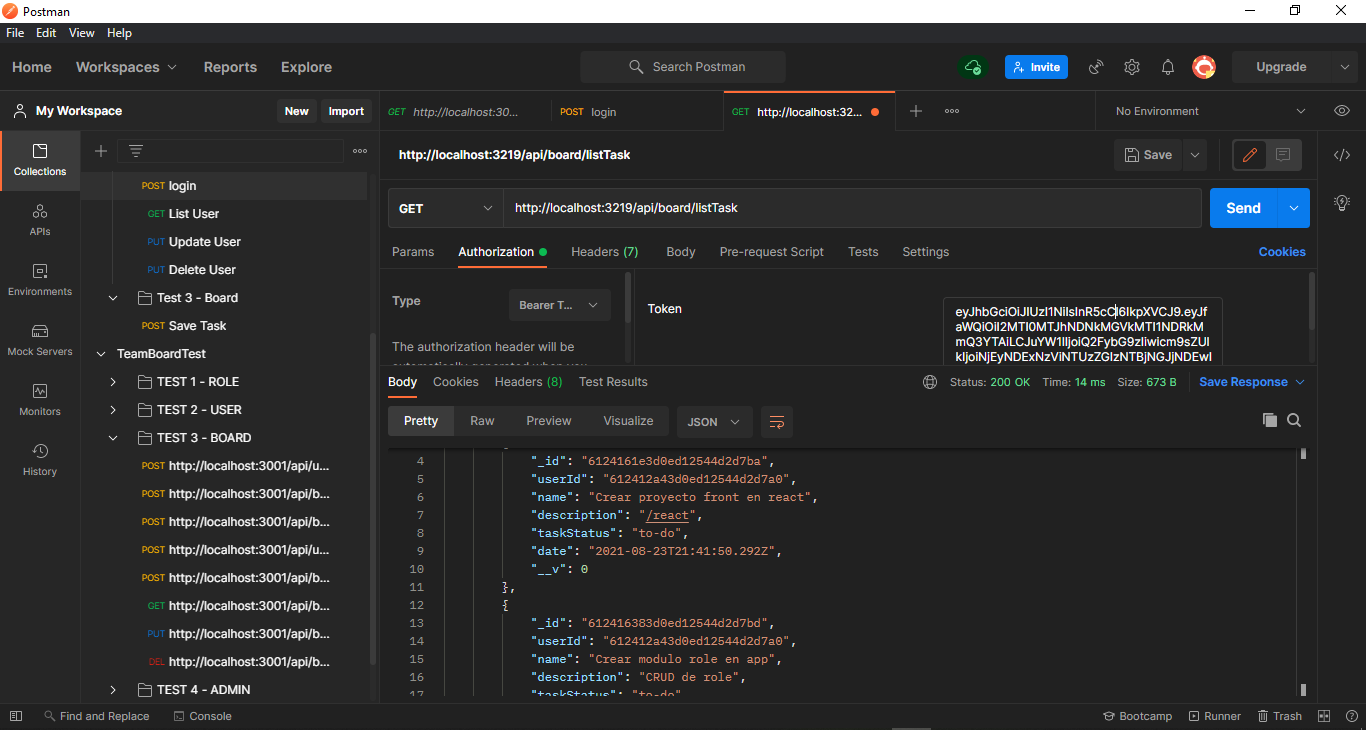 Postman
File Edit View Help
Home Workspaces Reports Explore
Search Postman
Invite
Upgrade
My Workspace
New Import
GET http://localhost:30...
POST login
GET http://localhost:32...
No Environment
http://localhost:3219/api/board/listTask
Save
Collections
APIs
Environments
Mock Servers
Monitors
History
POST login
GET List User
PUT Update User
PUT Delete User
Test 3 - Board
POST Save Task
TeamBoardTest
TEST 1 - ROLE
TEST 2 - USER
TEST 3 - BOARD
POST http://localhost:3001/api/u...
POST http://localhost:3001/api/b...
POST http://localhost:3001/api/b...
POST http://localhost:3001/api/u...
POST http://localhost:3001/api/b...
GET http://localhost:3001/api/b...
PUT http://localhost:3001/api/b...
DEL http://localhost:3001/api/b...
TEST 4 - ADMIN
GET http://localhost:3219/api/board/listTask Send
Params Authorization Headers (7) Body Pre-request Script Tests Settings Cookies
Type Bearer T...
The authorization header will be
Token
Body Cookies Headers (8) Test Results
Status: 200 OK Time: 14 ms Size: 673 B Save Response
Pretty Raw Preview Visualize JSON
4 "_id": "6124161e3d0ed12544d2d7ba",
5 "userId": "612412a43d0ed12544d2d7a0",
6 "name": "Crear proyecto front en react",
7 "description": "/react",
8 "taskStatus": "to-do",
9 "date": "2021-08-23T21:41:50.292Z",
10 "__v": 0
11 },
12 {
13 "_id": "612416383d0ed12544d2d7bd",
14 "userId": "612412a43d0ed12544d2d7a0",
15 "name": "Crear modulo role en app",
16 "description": "CRUD de role",
17 "taskStatus": "to-do"
Find and Replace Console
Bootcamp Runner Trash